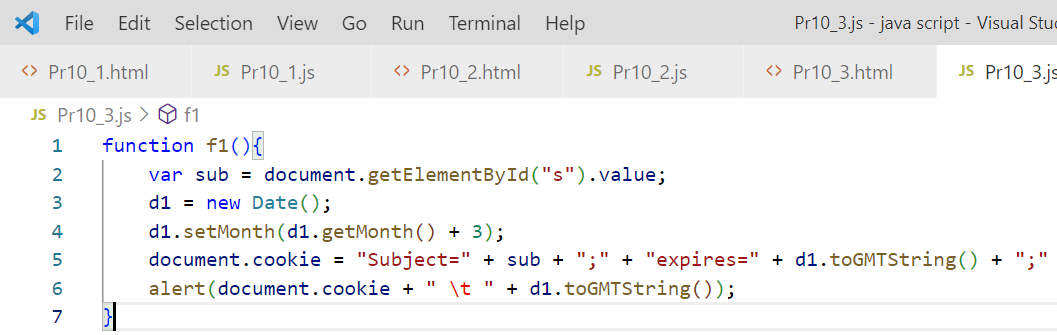 File Edit Selection View Go Run Terminal Help Pr10_3.js - java script - Visual Stu
<> Pr10_1.html JS Pr10_1.js <> Pr10_2.html JS Pr10_2.js <> Pr10_3.html JS Pr10_3.js
JS Pr10_3.js > f1
1 function f1(){
2 var sub = document.getElementById("s").value;
3 d1 = new Date();
4 d1.setMonth(d1.getMonth() + 3);
5 document.cookie = "Subject=" + sub + ";" + "expires=" + d1.toGMTString() + ";"
6 alert(document.cookie + " \t " + d1.toGMTString());
7 }